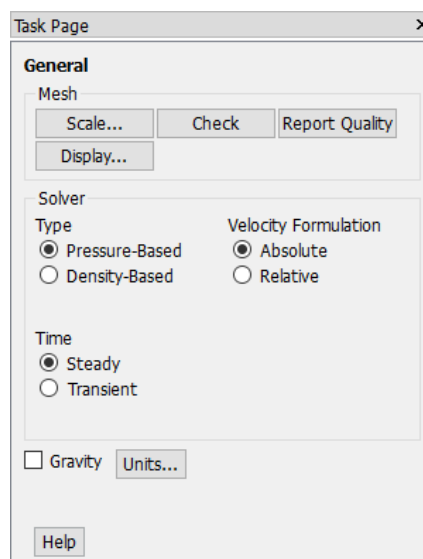 Task Page
General
Mesh
Scale... Check Report Quality
Display...
Solver
Type Velocity Formulation
Pressure-Based Absolute
Density-Based Relative
Time
Steady
Transient
Gravity Units...
Help